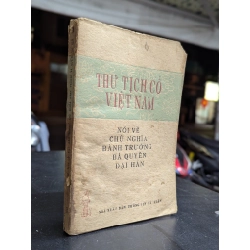 THƯ TỊCH CỔ
VIỆT NAM
NÓI VỀ
CHỦ NGHĨA
BÀNH TRƯỚNG
BÁ QUYỀN
ĐẠI HÁN